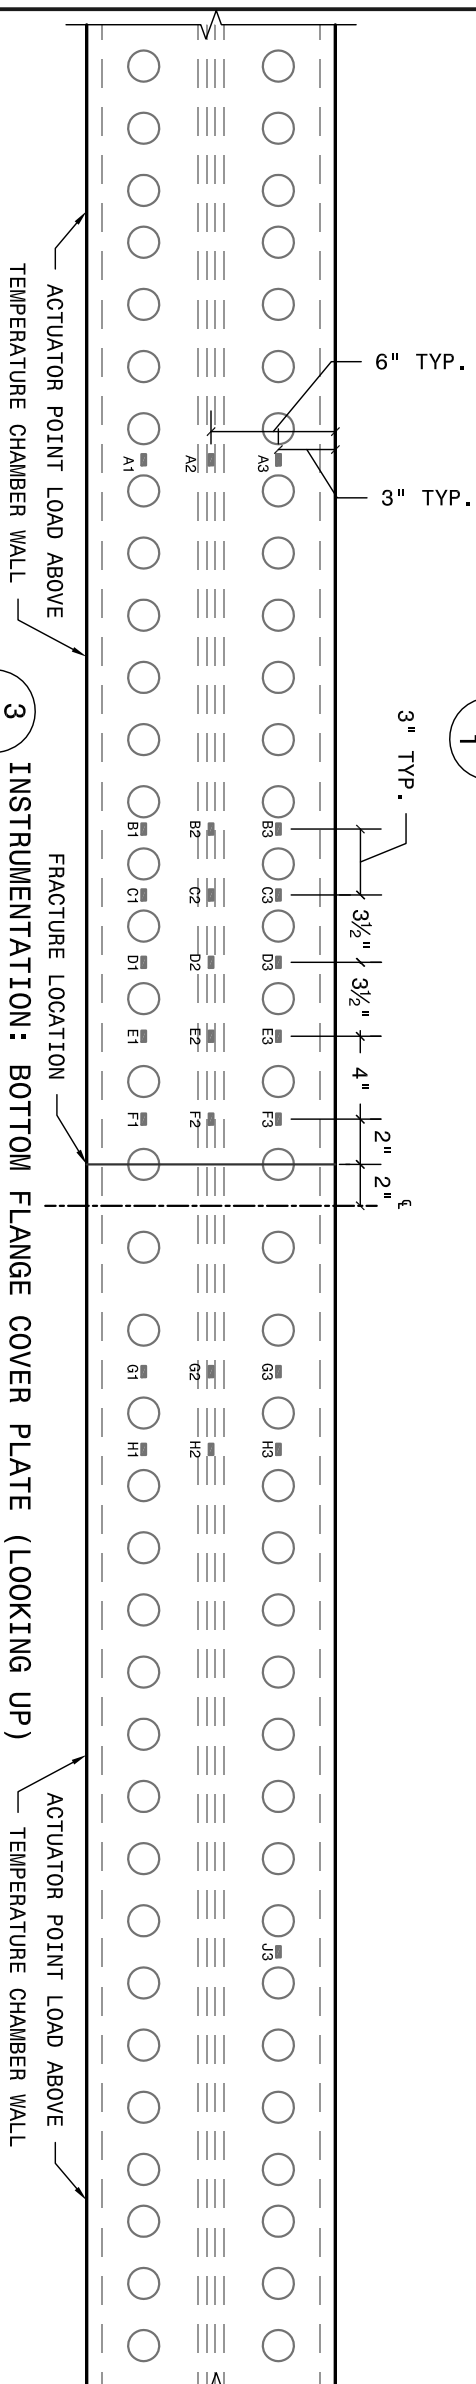 6" TYP.
3" TYP.
3" TYP.
3½"
3½"
4"
2"
2"
℄
A3
B3
C3
D3
E3
F3
G3
H3
J3
A2
B2
C2
D2
E2
F2
G2
H2
A1
B1
C1
D1
E1
F1
G1
H1
ACTUATOR POINT LOAD ABOVE
TEMPERATURE CHAMBER WALL
FRACTURE LOCATION
ACTUATOR POINT LOAD ABOVE
TEMPERATURE CHAMBER WALL
3 INSTRUMENTATION: BOTTOM FLANGE COVER PLATE (LOOKING UP)